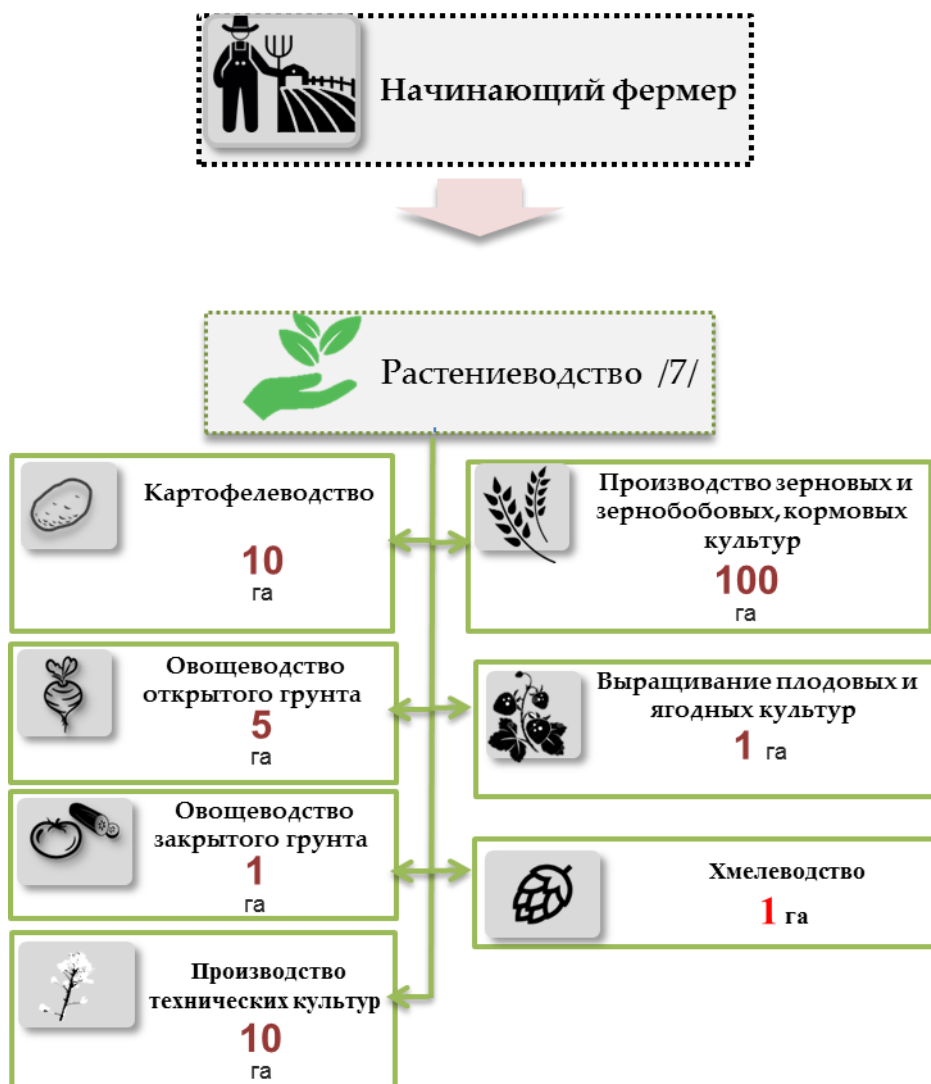 Начинающий фермер
Растениеводство /7/
Картофелеводство
10
га
Производство зерновых и
зернобобовых, кормовых
культур
100
га
Овощеводство
открытого грунта
5
га
Выращивание плодовых и
ягодных культур
1 га
Овощеводство
закрытого грунта
1
га
Хмелеводство
1 га
Производство
технических культур
10
га